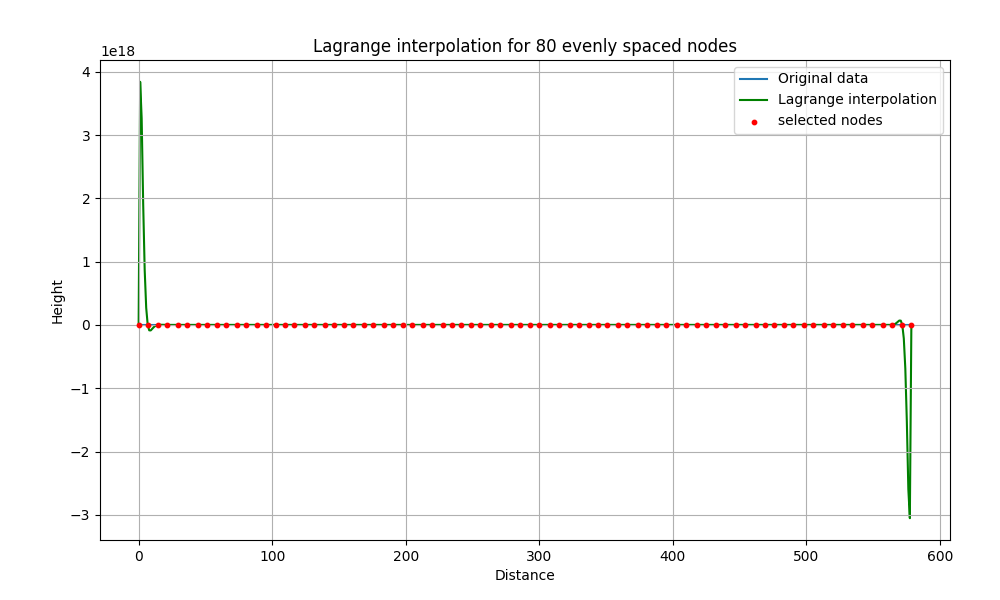 Lagrange interpolation for 80 evenly spaced nodes
1e18
4
3
2
1
0
−1
−2
−3
Height
Original data
Lagrange interpolation
selected nodes
0 100 200 300 400 500 600
Distance